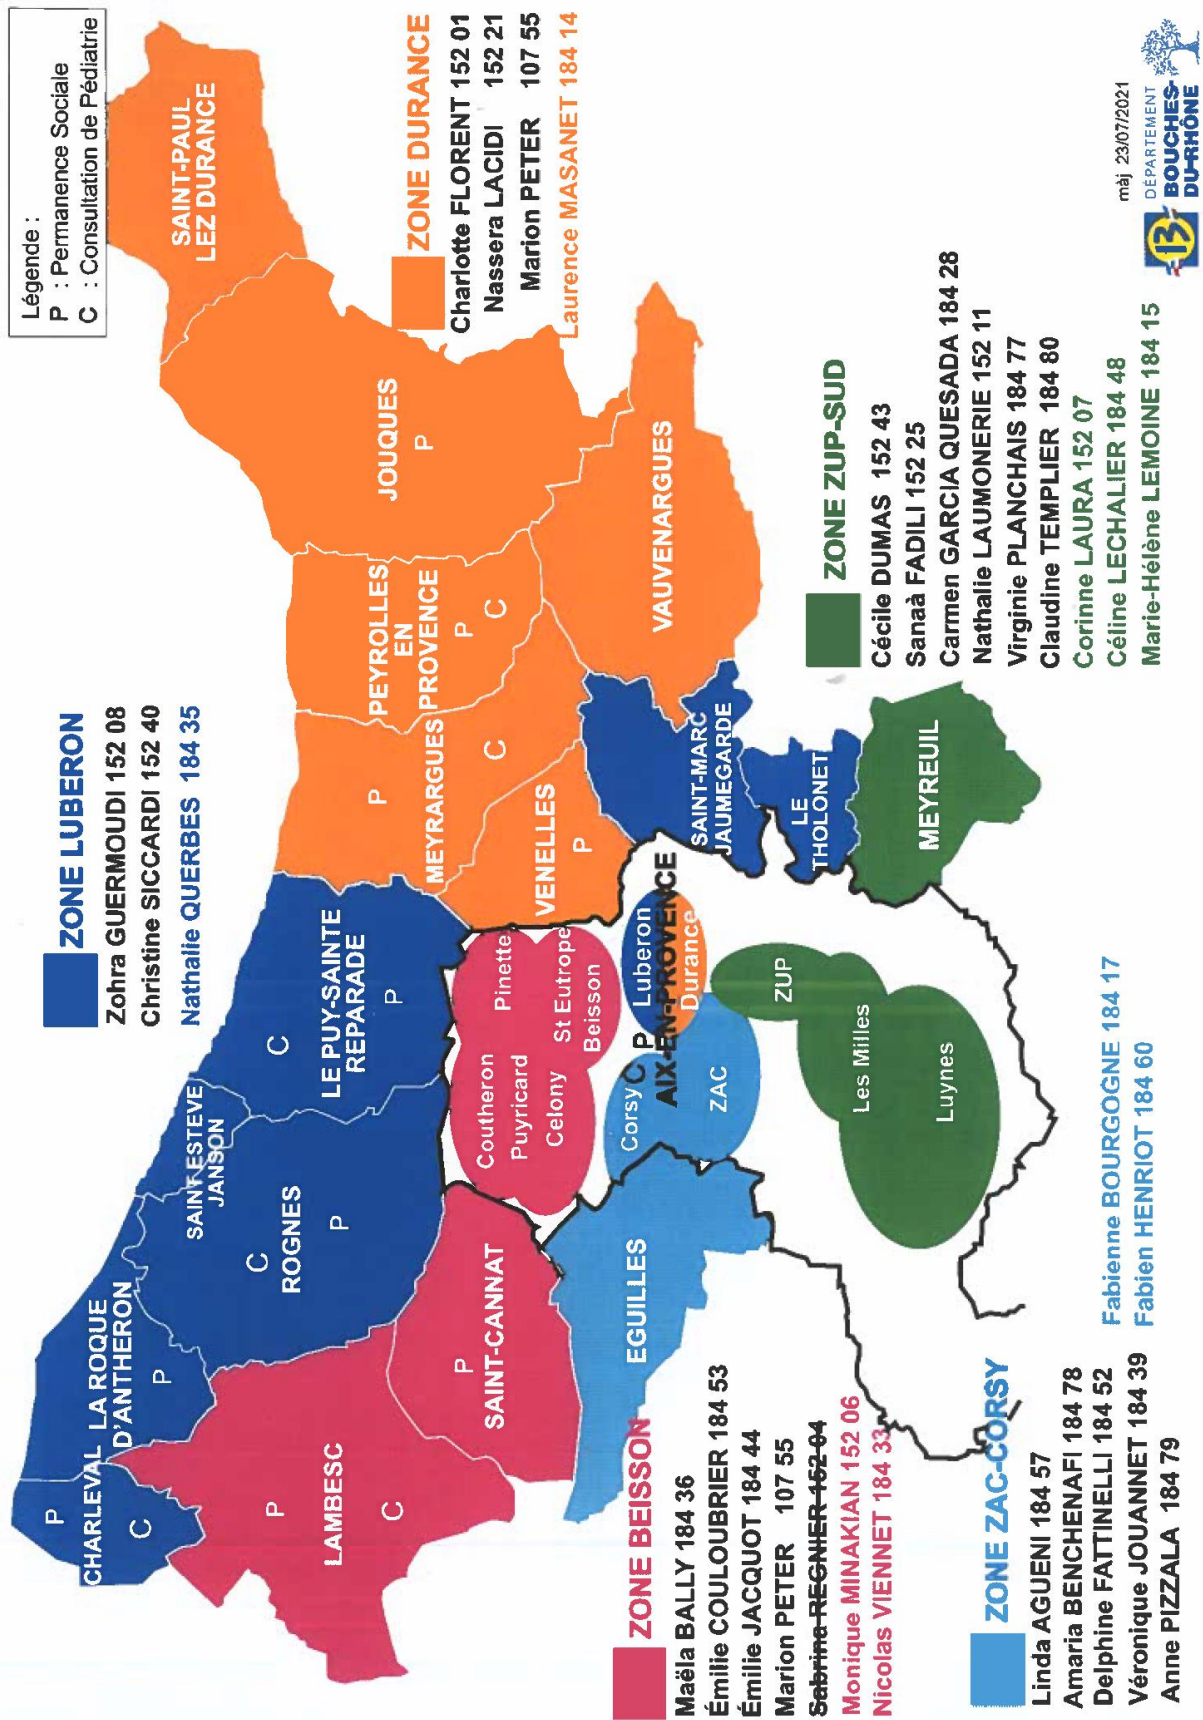 Légende :
P : Permanence Sociale
C : Consultation de Pédiatrie
ZONE LUBERON
Zohra GUERMOUDI 152 08
Christine SICCARDI 152 40
Nathalie QUERBES 184 35
ZONE DURANCE
Charlotte FLORENT 152 01
Nassera LACIDI 152 21
Marion PETER 107 55
Laurence MASANET 184 14
CHARLEVAL
P
C
LA ROQUE
D'ANTHERON
P
SAINT ESTEVE
JANSON
C
ROGNES
P
C
LE PUY-SAINTE
REPARADE
P
P
MEYRARGUES
C
PEYROLLES
EN
PROVENCE
P
C
JOUQUES
P
SAINT-PAUL
LEZ DURANCE
P
LAMBESC
C
P
SAINT-CANNAT
VENELLES
P
VAUVENARGUES
SAINT-MARC
JAUMEGARDE
LE
THOLONET
MEYREUIL
EGUILLES
Coutheron
Puyricard
Celony
Pinette
St Eutrope
Beisson
Corsy
C P
AIX-EN-PROVENCE
Luberon
Durance
ZAC
ZUP
Les Milles
Luynes
ZONE BEISSON
Maëla BALLY 184 36
Émilie COULOUBRIER 184 53
Émilie JACQUOT 184 44
Marion PETER 107 55
Sabrina REGNIER 152 04
Monique MINAKIAN 152 06
Nicolas VIENNET 184 33
ZONE ZAC-CORSY
Linda AGUENI 184 57
Amaria BENCHENAFI 184 78
Delphine FATTINELLI 184 52
Véronique JOUANNET 184 39
Anne PIZZALA 184 79
Fabienne BOURGOGNE 184 17
Fabien HENRIOT 184 60
ZONE ZUP-SUD
Cécile DUMAS 152 43
Sanaà FADILI 152 25
Carmen GARCIA QUESADA 184 28
Nathalie LAUMONERIE 152 11
Virginie PLANCHAIS 184 77
Claudine TEMPLIER 184 80
Corinne LAURA 152 07
Céline LECHALIER 184 48
Marie-Hélène LEMOINE 184 15
màj 23/07/2021
13
DÉPARTEMENT
BOUCHES-
DU-RHÔNE